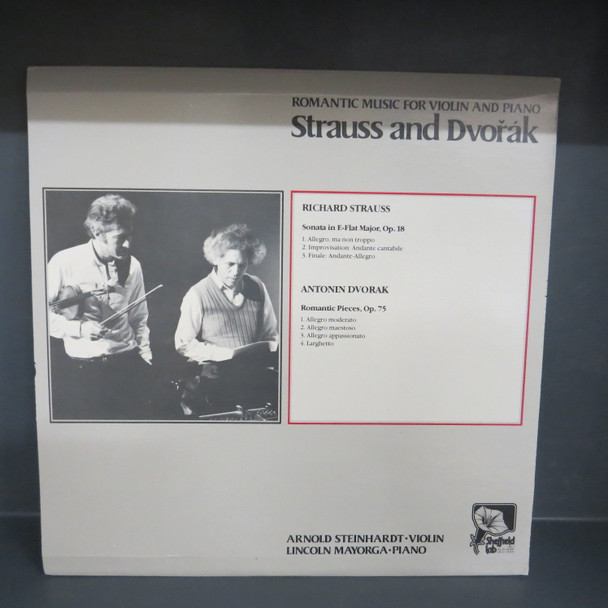 ROMANTIC MUSIC FOR VIOLIN AND PIANO
Strauss and Dvořák
RICHARD STRAUSS
Sonata in E-Flat Major, Op. 18
1. Allegro, ma non troppo
2. Improvisation: Andante cantabile
3. Finale: Andante-Allegro
ANTONIN DVORAK
Romantic Pieces, Op. 75
1. Allegro moderato
2. Allegro maestoso
3. Allegro appassionato
4. Larghetto
ARNOLD STEINHARDT • VIOLIN
LINCOLN MAYORGA • PIANO
Sheffield
Lab